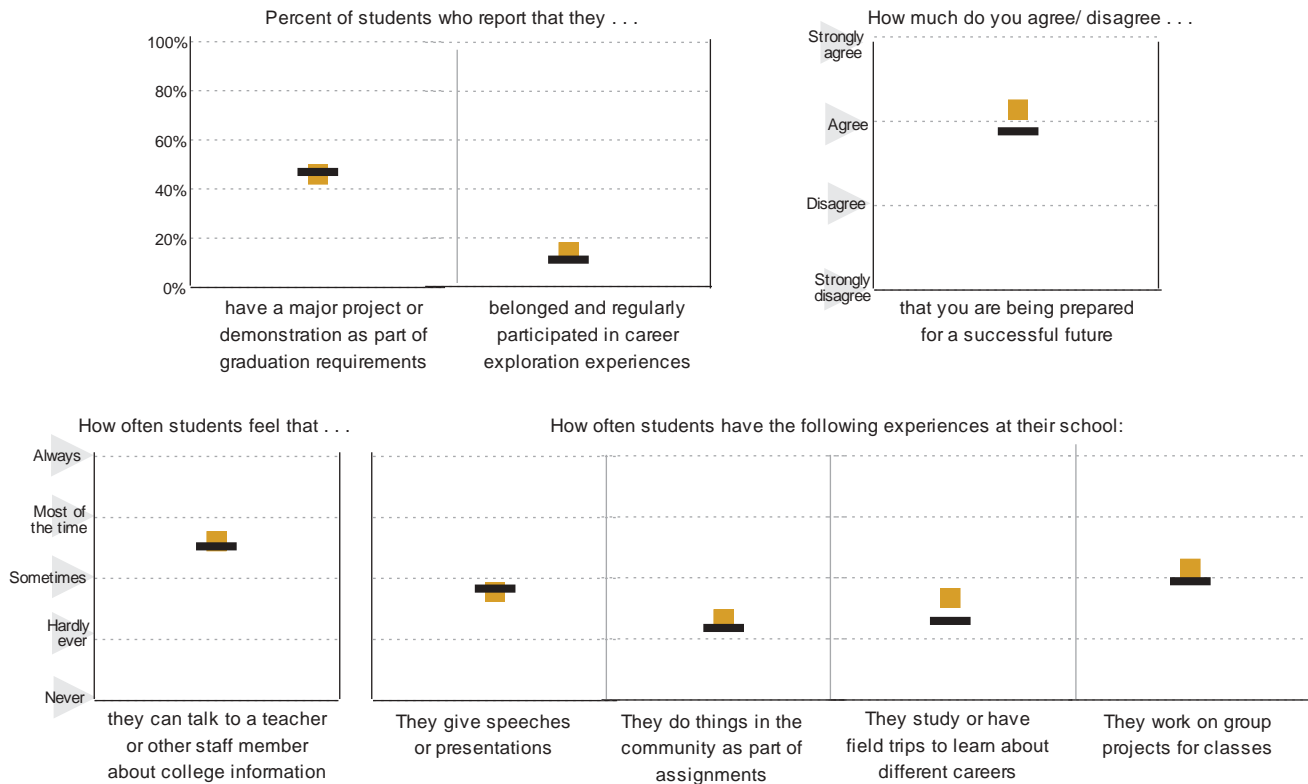 Percent of students who report that they . . .
100%
80%
60%
40%
20%
0%
have a major project or
demonstration as part of
graduation requirements
belonged and regularly
participated in career
exploration experiences
How much do you agree/ disagree . . .
Strongly
agree
Agree
Disagree
Strongly
disagree
that you are being prepared
for a successful future
How often students feel that . . .
Always
Most of
the time
Sometimes
Hardly
ever
Never
they can talk to a teacher
or other staff member
about college information
How often students have the following experiences at their school:
They give speeches
or presentations
They do things in the
community as part of
assignments
They study or have
field trips to learn about
different careers
They work on group
projects for classes